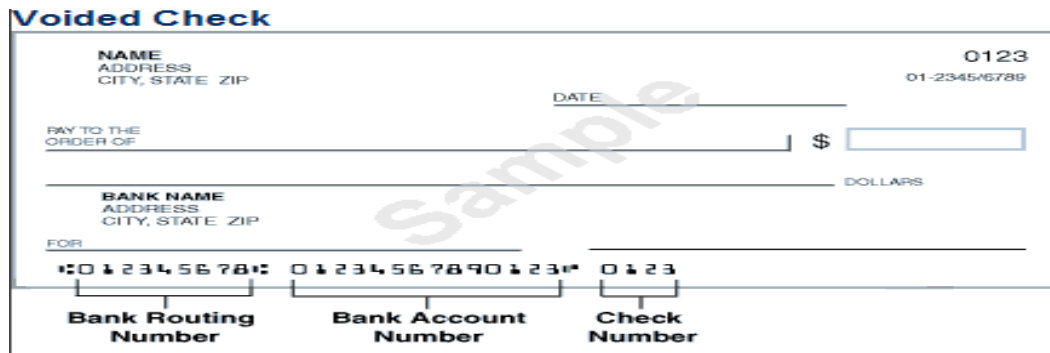 Voided Check
NAME
ADDRESS
CITY, STATE ZIP
0123
01-2345/6789
DATE
PAY TO THE
ORDER OF
$
DOLLARS
Sample
BANK NAME
ADDRESS
CITY, STATE ZIP
FOR
⑆012345678⑆ 01234567890123⑈ 0123
Bank Routing Number
Bank Account Number
Check Number